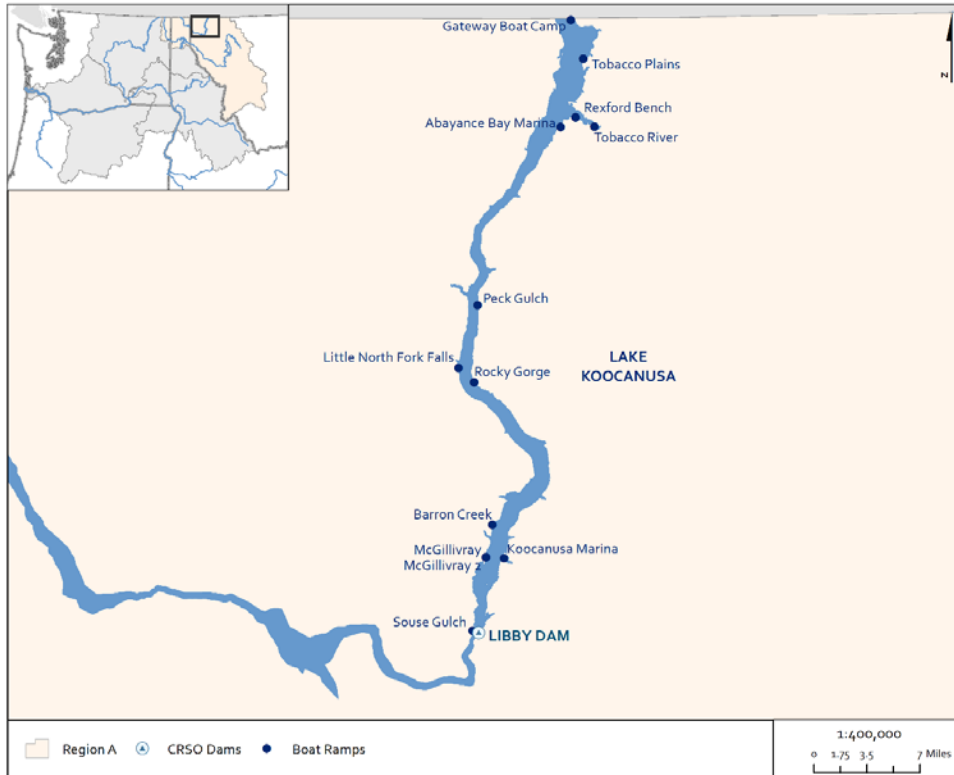 Gateway Boat Camp
N
Tobacco Plains
Rexford Bench
Abayance Bay Marina
Tobacco River
Peck Gulch
Little North Fork Falls
LAKE
KOOCANUSA
Rocky Gorge
Barron Creek
McGillivray
Koocanusa Marina
McGillivray 2
Souse Gulch
LIBBY DAM
Region A
CRSO Dams
Boat Ramps
1:400,000
0 1.75 3.5 7 Miles